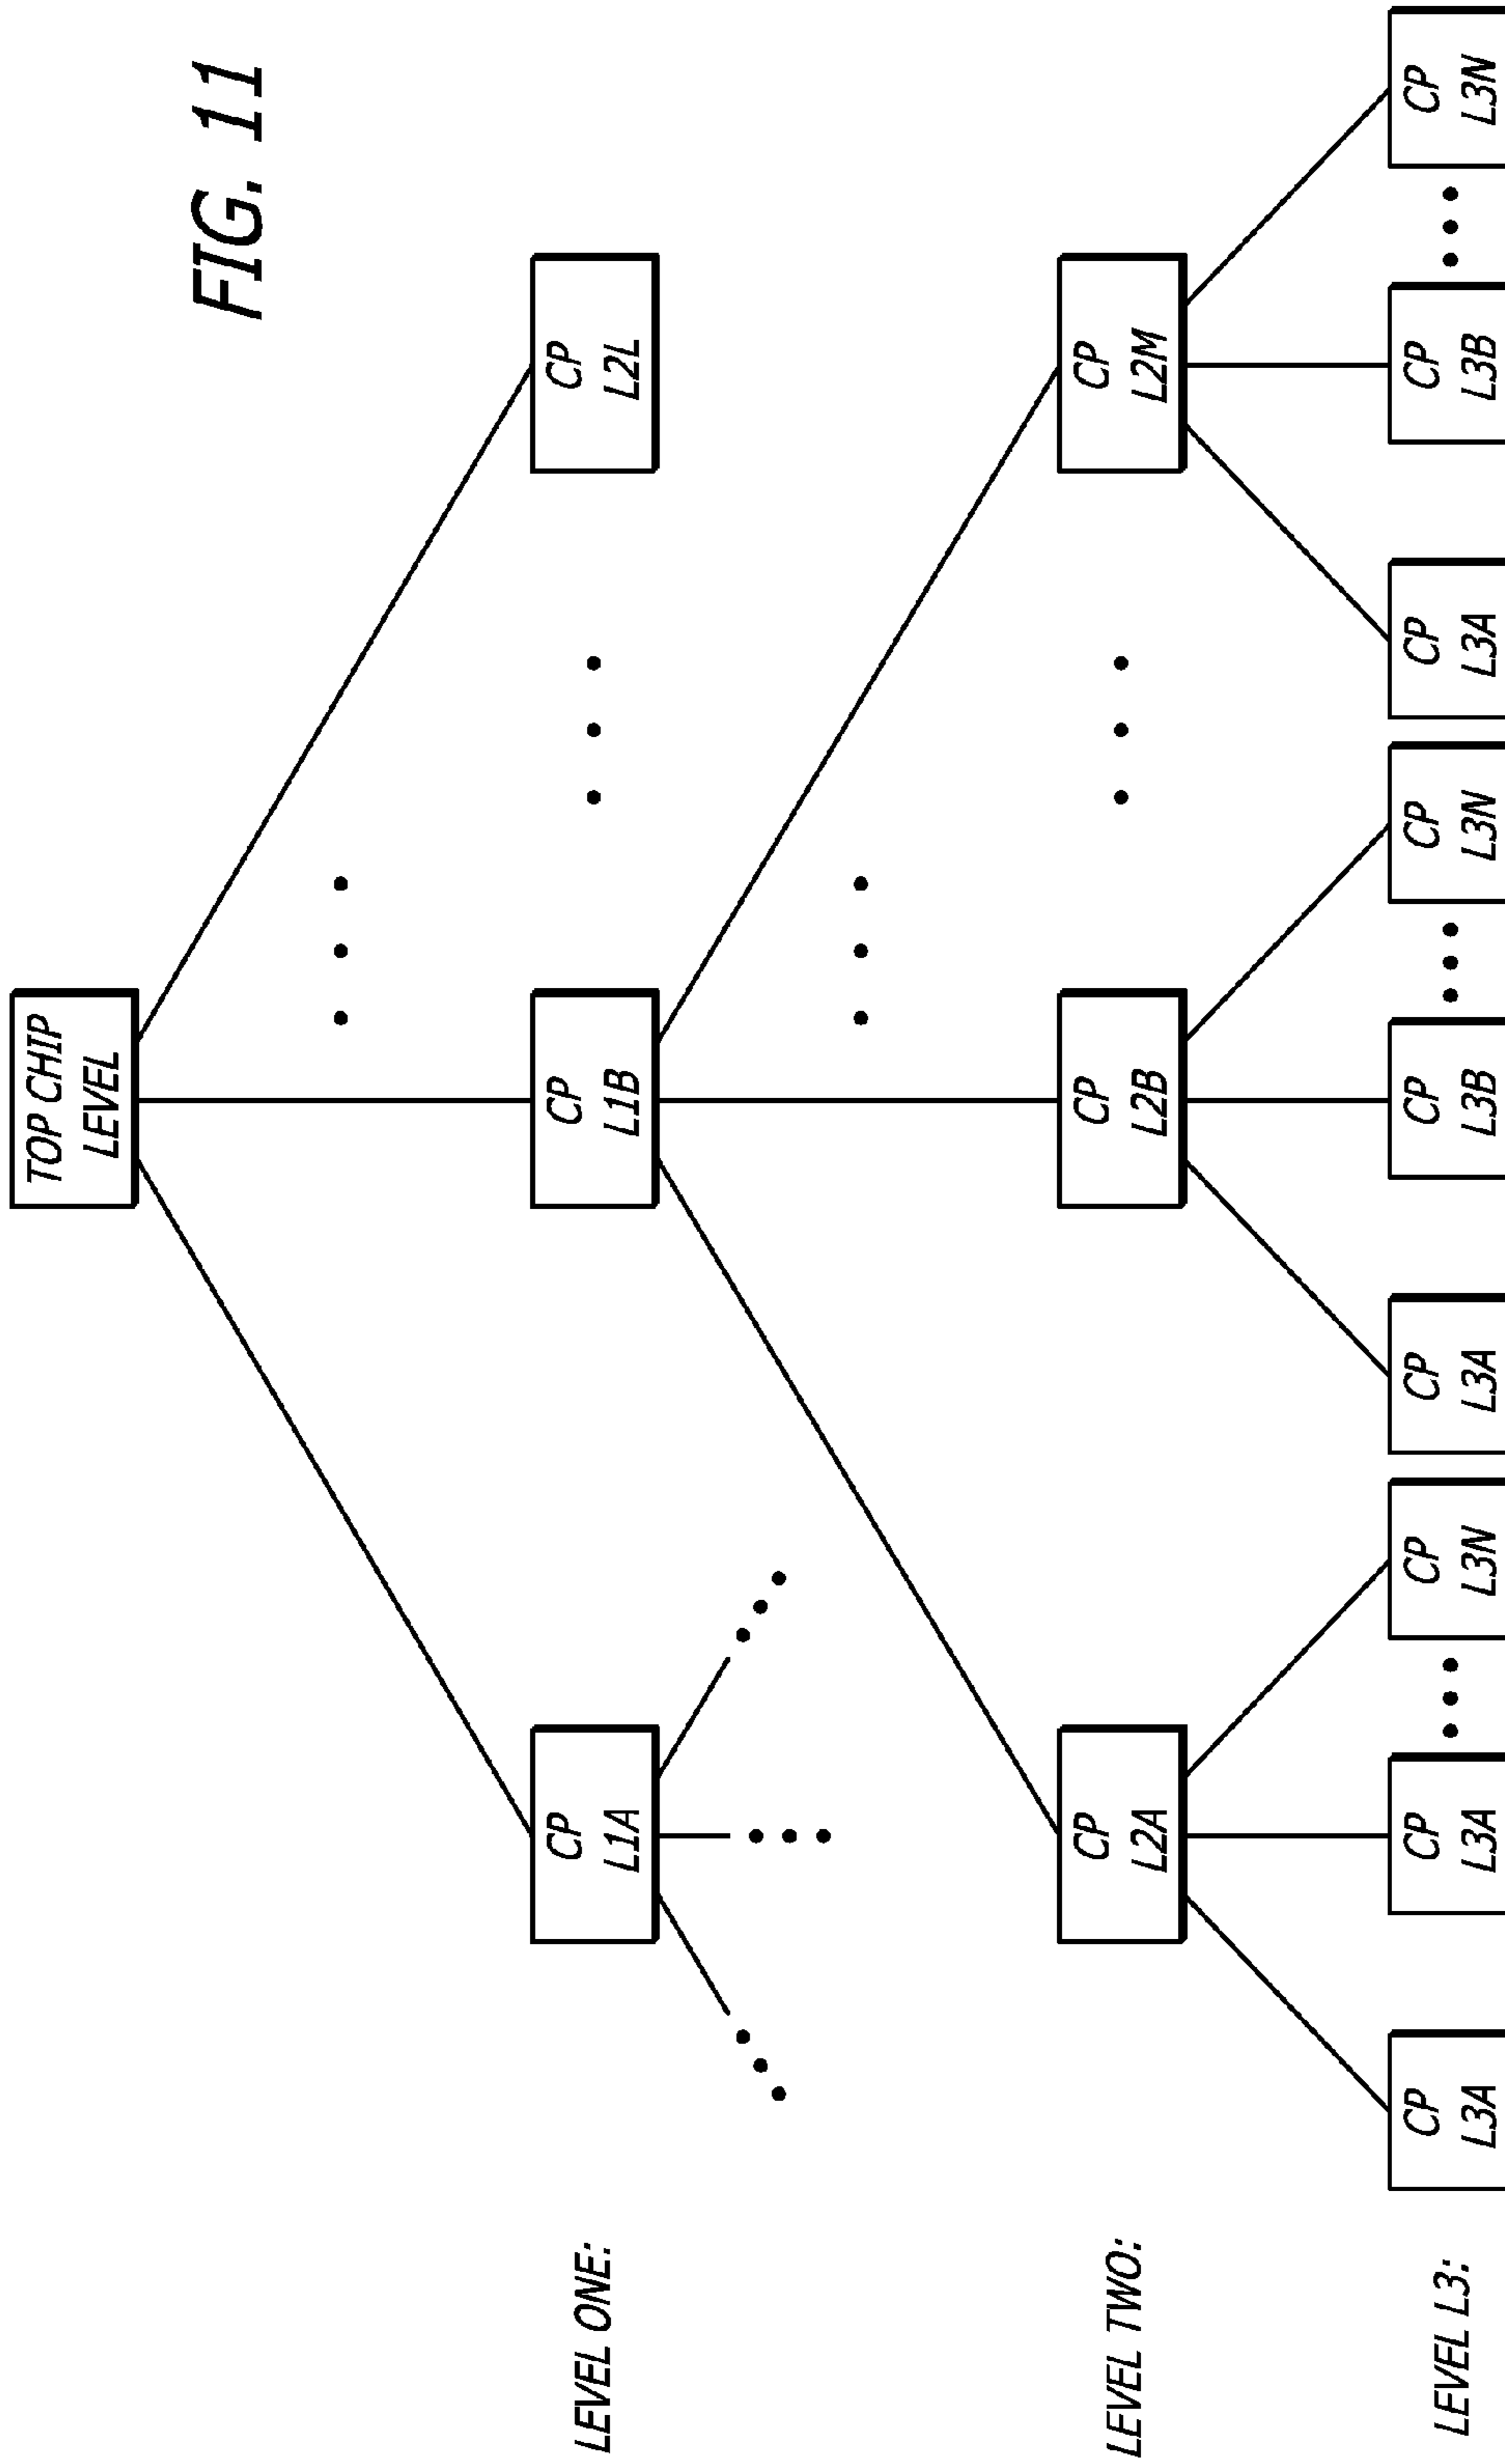 FIG. 11
TOP CHIP
LEVEL
LEVEL ONE:
CP
L1A
CP
L1B
CP
L2L
LEVEL TWO:
CP
L2A
CP
L2B
CP
L2M
LEVEL L3:
CP
L3A
CP
L3A
CP
L3N
CP
L3A
CP
L3B
CP
L3N
CP
L3A
CP
L3B
CP
L3N